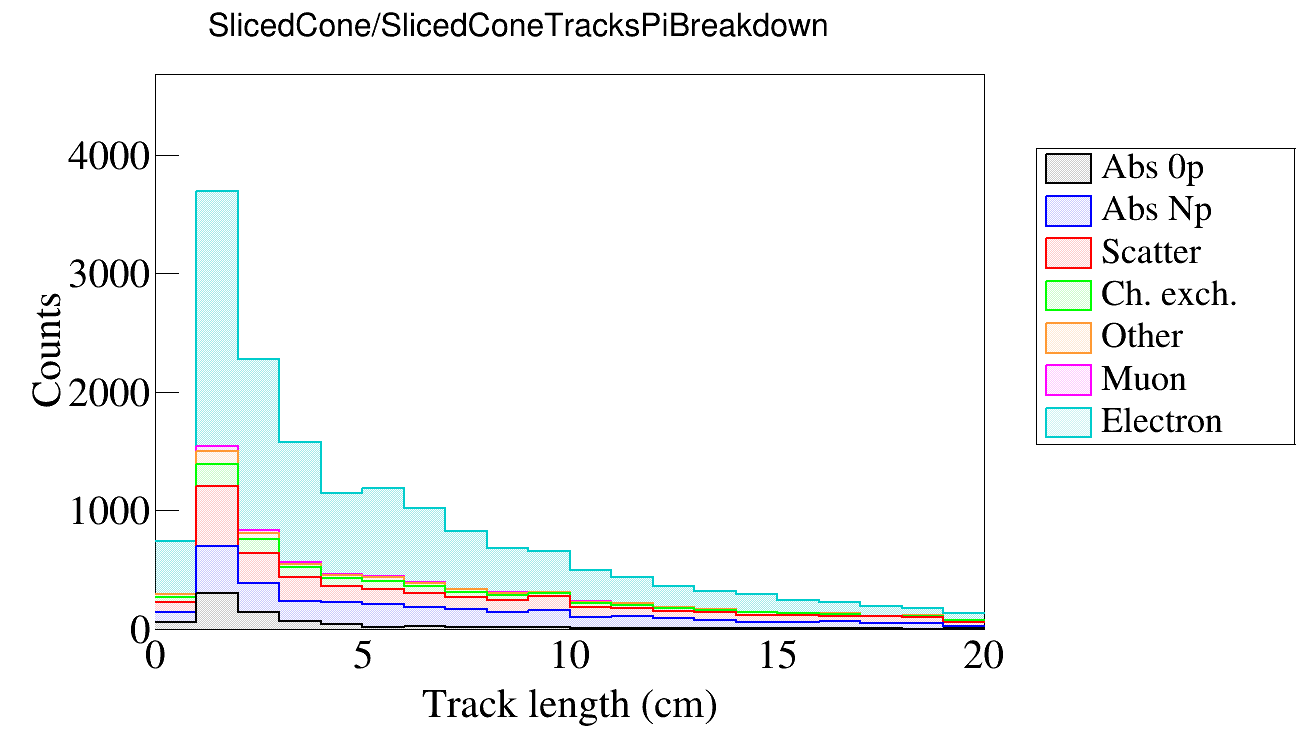 SlicedCone/SlicedConeTracksPiBreakdown
4000
3000
2000
1000
0
Counts
0 5 10 15 20
Track length (cm)
Abs 0p
Abs Np
Scatter
Ch. exch.
Other
Muon
Electron